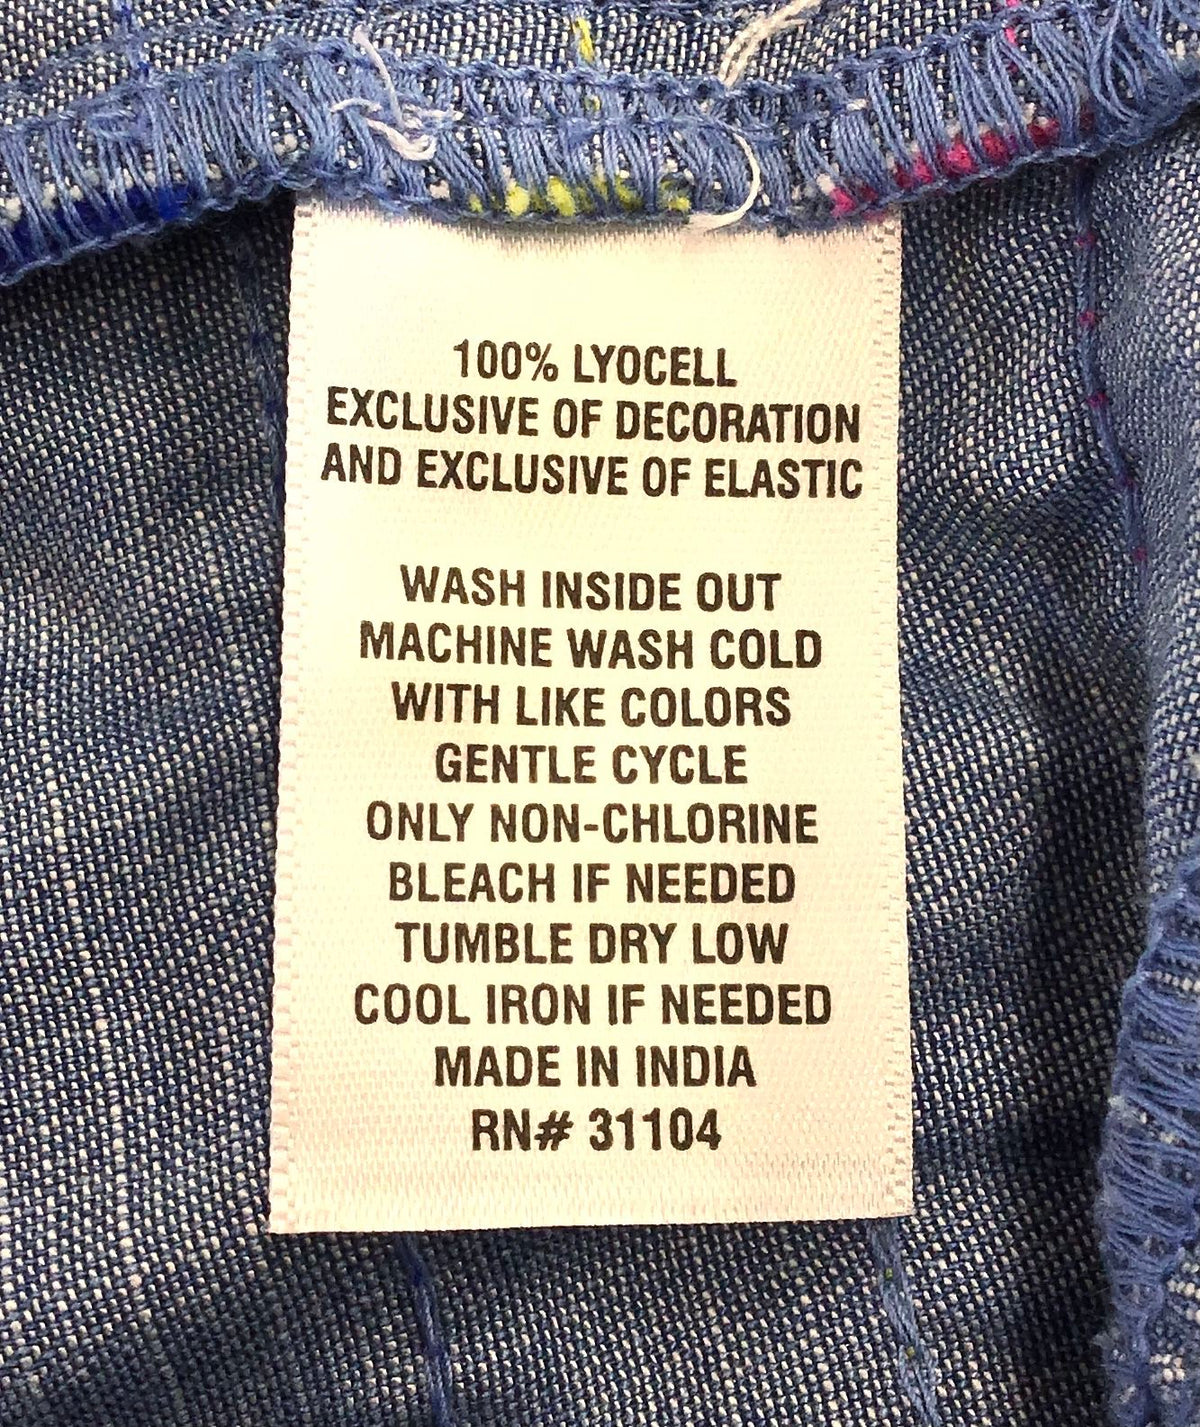 100% LYOCELL
EXCLUSIVE OF DECORATION
AND EXCLUSIVE OF ELASTIC
WASH INSIDE OUT
MACHINE WASH COLD
WITH LIKE COLORS
GENTLE CYCLE
ONLY NON-CHLORINE
BLEACH IF NEEDED
TUMBLE DRY LOW
COOL IRON IF NEEDED
MADE IN INDIA
RN# 31104